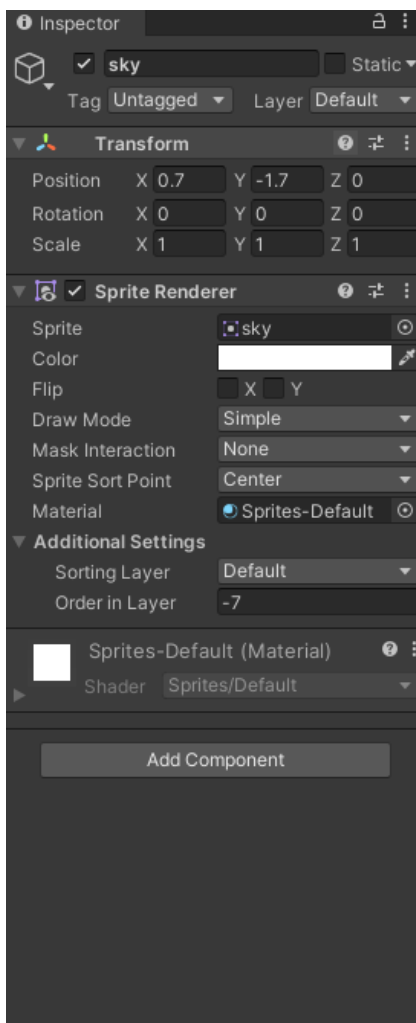 Inspector
sky Static
Tag Untagged Layer Default
Transform
Position X 0.7 Y -1.7 Z 0
Rotation X 0 Y 0 Z 0
Scale X 1 Y 1 Z 1
Sprite Renderer
Sprite sky
Color
Flip X Y
Draw Mode Simple
Mask Interaction None
Sprite Sort Point Center
Material Sprites-Default
Additional Settings
Sorting Layer Default
Order in Layer -7
Sprites-Default (Material)
Shader Sprites/Default
Add Component